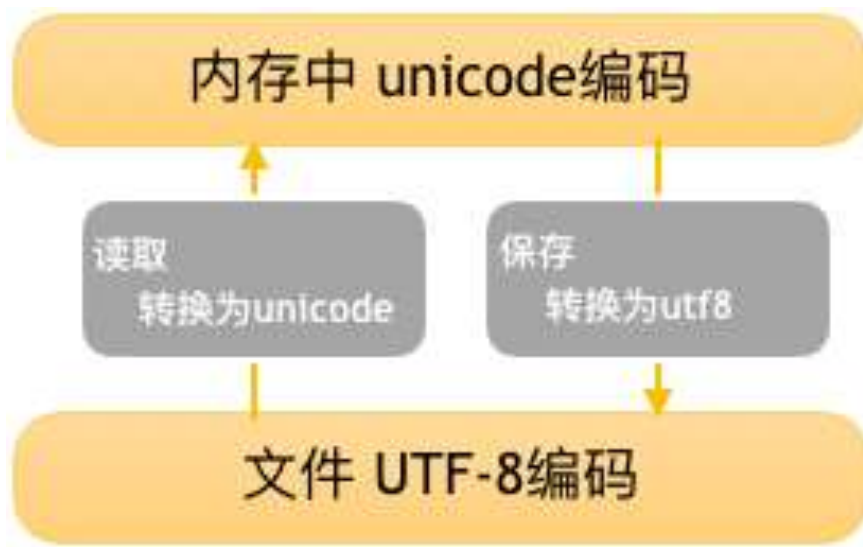 内存中 unicode编码
读取
转换为unicode
保存
转换为utf8
文件 UTF-8编码